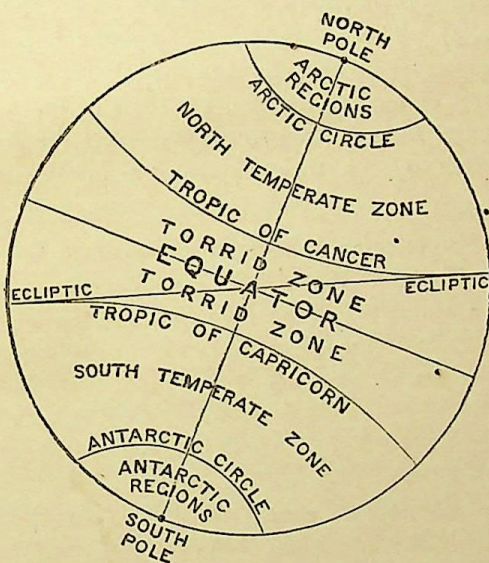 NORTH
POLE
ARCTIC
REGIONS
ARCTIC CIRCLE
NORTH TEMPERATE ZONE
TROPIC OF CANCER
TORRID ZONE
EQUATOR
ECLIPTIC
ECLIPTIC
TORRID ZONE
TROPIC OF CAPRICORN
SOUTH TEMPERATE ZONE
ANTARCTIC CIRCLE
ANTARCTIC
REGIONS
SOUTH
POLE